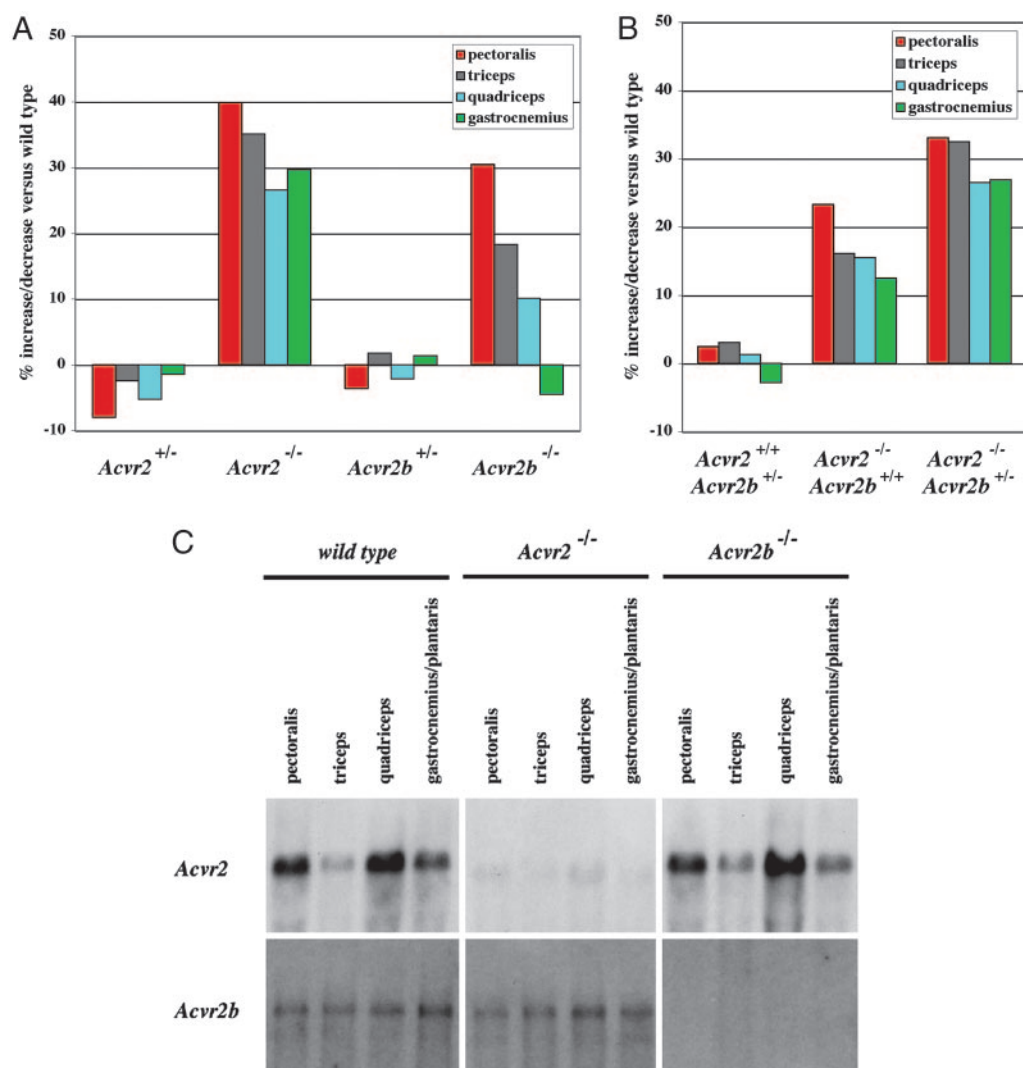 A
% increase/decrease versus wild type
50
40
30
20
10
0
-10
pectoralis
triceps
quadriceps
gastrocnemius
Acvr2 +/-
Acvr2 -/-
Acvr2b +/-
Acvr2b -/-
B
% increase/decrease versus wild type
50
40
30
20
10
0
-10
pectoralis
triceps
quadriceps
gastrocnemius
Acvr2 +/+
Acvr2b +/-
Acvr2 -/-
Acvr2b +/+
Acvr2 -/-
Acvr2b +/-
C
wild type
Acvr2 -/-
Acvr2b -/-
pectoralis
triceps
quadriceps
gastrocnemius/plantaris
pectoralis
triceps
quadriceps
gastrocnemius/plantaris
pectoralis
triceps
quadriceps
gastrocnemius/plantaris
Acvr2
Acvr2b